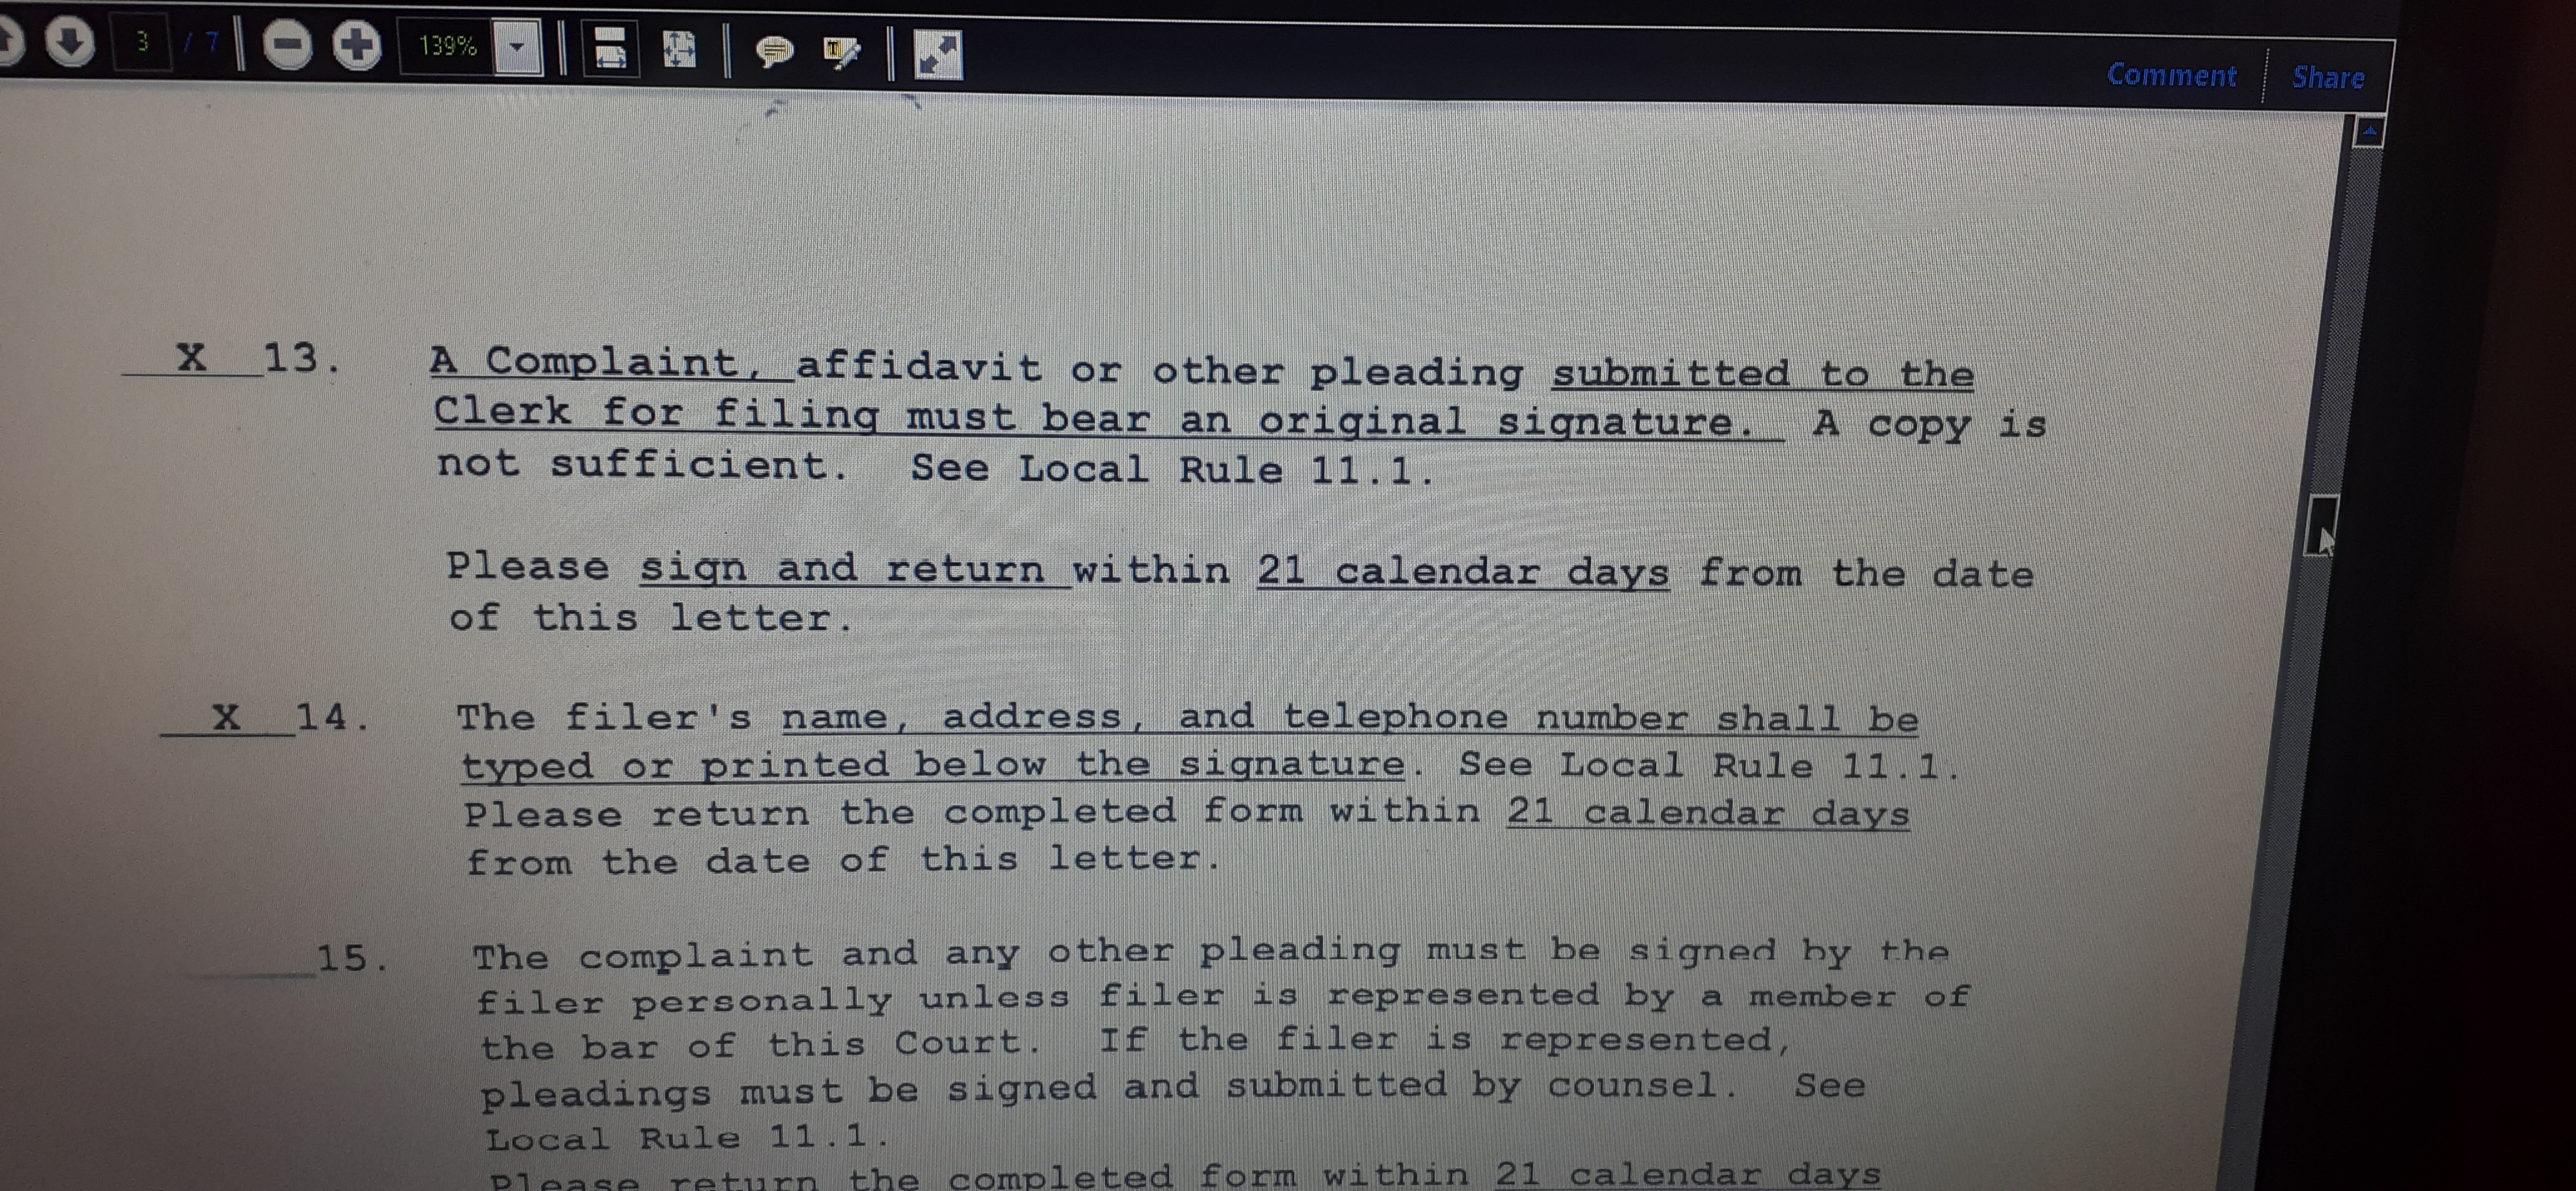 3 / 7 139% Comment Share
X 13. A Complaint, affidavit or other pleading submitted to the
Clerk for filing must bear an original signature. A copy is
not sufficient. See Local Rule 11.1.
Please sign and return within 21 calendar days from the date
of this letter.
X 14. The filer's name, address, and telephone number shall be
typed or printed below the signature. See Local Rule 11.1.
Please return the completed form within 21 calendar days
from the date of this letter.
15. The complaint and any other pleading must be signed by the
filer personally unless filer is represented by a member of
the bar of this Court. If the filer is represented,
pleadings must be signed and submitted by counsel. See
Local Rule 11.1.
Please return the completed form within 21 calendar days